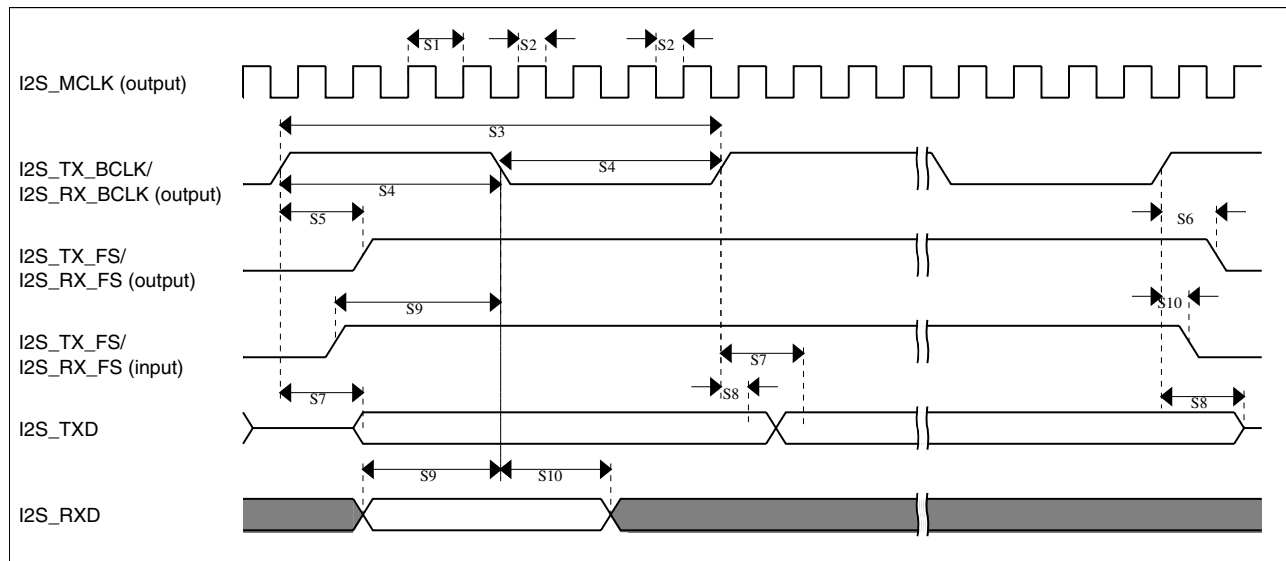 S1
S2
S2
I2S_MCLK (output)
S3
I2S_TX_BCLK/
I2S_RX_BCLK (output)
S4
S4
S5
S6
I2S_TX_FS/
I2S_RX_FS (output)
S9
S10
I2S_TX_FS/
I2S_RX_FS (input)
S7
S7
S8
S8
I2S_TXD
S9
S10
I2S_RXD